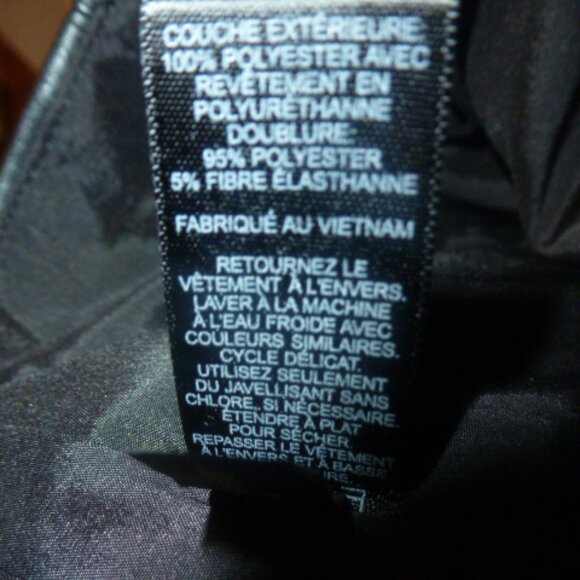 COUCHE EXTÉRIEURE:
100% POLYESTER AVEC
REVÊTEMENT EN
POLYURÉTHANNE
DOUBLURE:
95% POLYESTER
5% FIBRE ÉLASTHANNE
FABRIQUÉ AU VIETNAM
RETOURNEZ LE
VÊTEMENT À L'ENVERS.
LAVER À LA MACHINE
À L'EAU FROIDE AVEC
COULEURS SIMILAIRES.
CYCLE DÉLICAT.
UTILISEZ SEULEMENT
DU JAVELLISANT SANS
CHLORE, SI NÉCESSAIRE.
ÉTENDRE À PLAT
POUR SÉCHER.
REPASSER LE VÊTEMENT
À L'ENVERS ET À BASSE